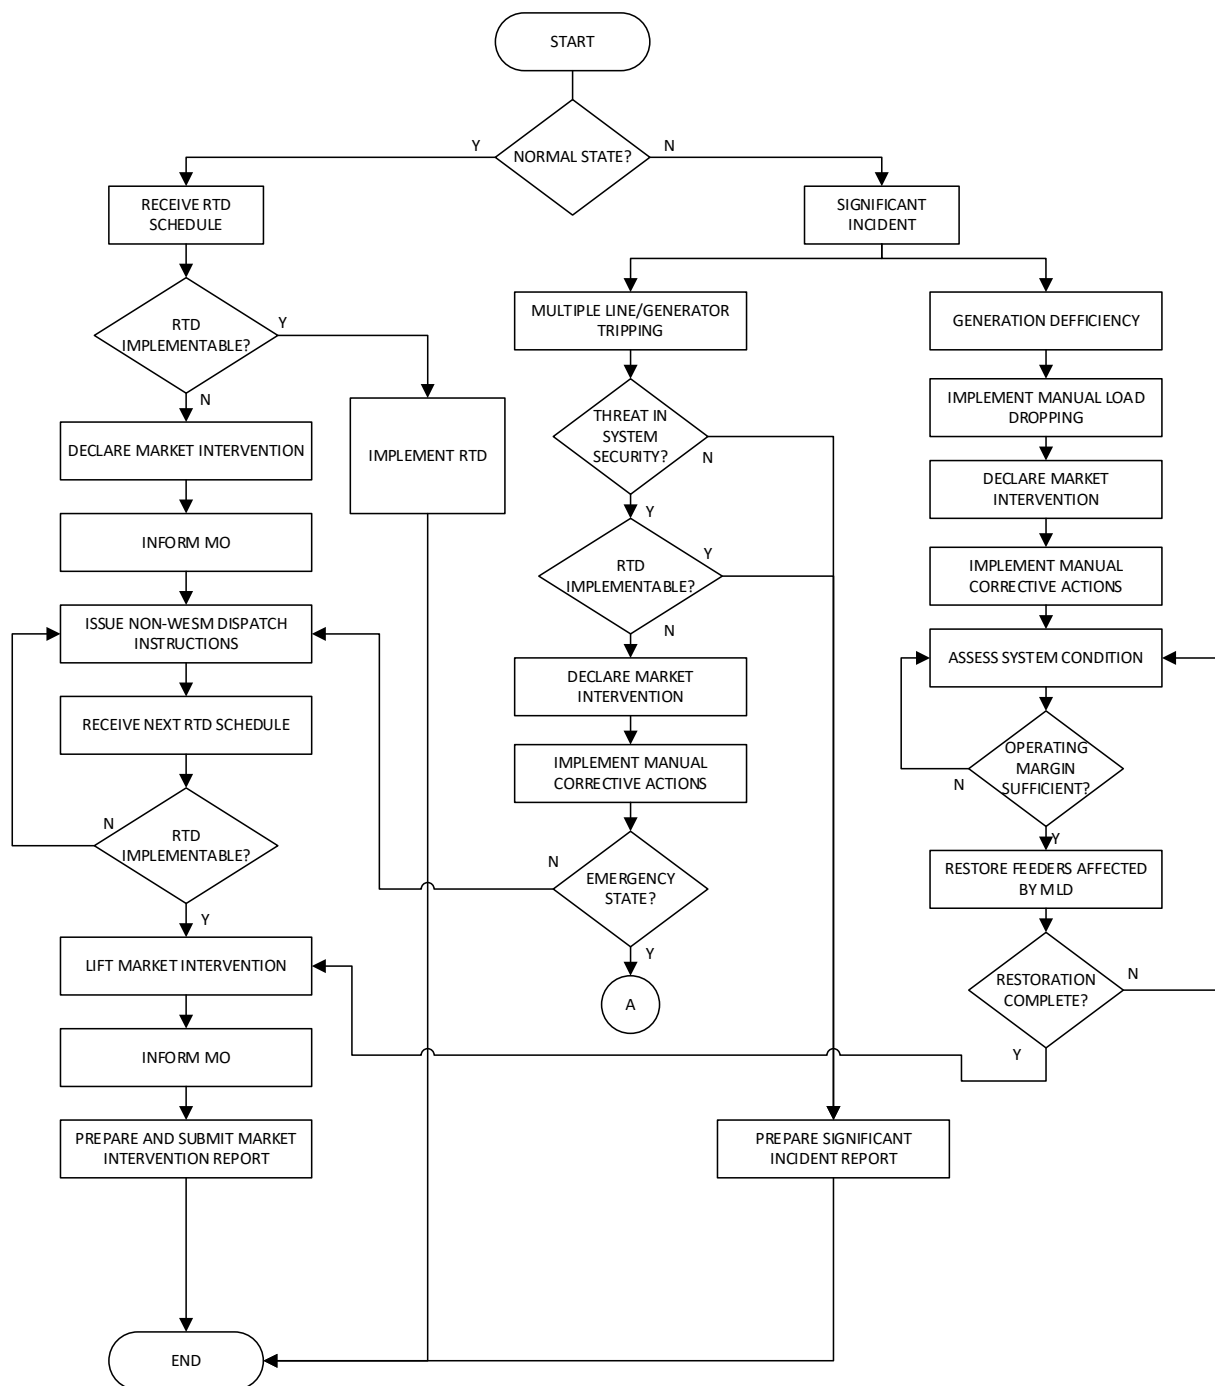 START
NORMAL STATE?
Y
N
RECEIVE RTD
SCHEDULE
SIGNIFICANT
INCIDENT
RTD
IMPLEMENTABLE?
Y
N
MULTIPLE LINE/GENERATOR
TRIPPING
GENERATION DEFFICIENCY
IMPLEMENT RTD
DECLARE MARKET INTERVENTION
THREAT IN
SYSTEM
SECURITY?
N
Y
IMPLEMENT MANUAL LOAD
DROPPING
DECLARE MARKET
INTERVENTION
INFORM MO
RTD
IMPLEMENTABLE?
Y
N
IMPLEMENT MANUAL
CORRECTIVE ACTIONS
ISSUE NON-WESM DISPATCH
INSTRUCTIONS
DECLARE MARKET
INTERVENTION
ASSESS SYSTEM CONDITION
RECEIVE NEXT RTD SCHEDULE
IMPLEMENT MANUAL
CORRECTIVE ACTIONS
OPERATING
MARGIN
SUFFICIENT?
N
Y
RTD
IMPLEMENTABLE?
N
Y
EMERGENCY
STATE?
N
Y
RESTORE FEEDERS AFFECTED
BY MLD
LIFT MARKET INTERVENTION
A
RESTORATION
COMPLETE?
N
Y
INFORM MO
PREPARE AND SUBMIT MARKET
INTERVENTION REPORT
PREPARE SIGNIFICANT
INCIDENT REPORT
END